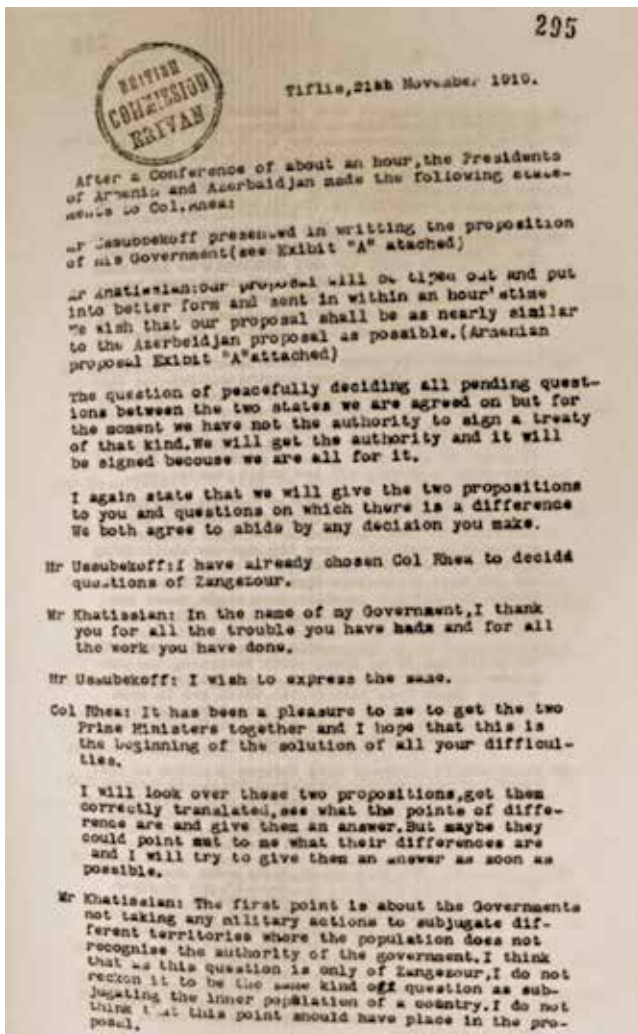 295
BRITISH
COMMISSION
ERIVAN
Tiflis,21sh November 1919.
After a Conference of about an hour,the Presidents
of Armenia and Azerbaidjan made the following state-
ments to Col.Rhea:
Mr Ussubbekoff presented in writting the proposition
of his Government(see Exibit "A" atached)
Mr Khatissian:our proposal will be tiped out and put
into better form and sent in within an hour'stime
We wish that our proposal shall be as nearly similar
to the Azerbeidjan proposal as possible.(Armenian
proposal Exibit "A"attached)
The question of peacefully deciding all pending quest-
ions between the two states we are agreed on but for
the moment we have not the authority to sign a treaty
of that kind.We will get the authority and it will
be signed becouse we are all for it.
I again state that we will give the two propositions
to you and questions on which there is a difference
We both agree to abide by any decision you make.
Mr Ussubekoff:I have already chosen Col Rhea to decide
questions of Zangezour.
Mr Khatissian: In the name of my Government,I thank
you for all the trouble you have and for all
the work you have done.
Mr Ussubekoff: I wish to express the same.
Col Rhea: It has been a pleasure to me to get the two
Prime Ministers together and I hope that this is
the beginning of the solution of all your difficul-
ties.
I will look over these two propositions,get them
correctly translated,see what the points of diffe-
rence are and give them an answer.But maybe they
could point to me what their differences are
and I will try to give them an answer as soon as
possible.
Mr Khatissian: The first point is about the Governments
not taking any military actions to subjugate dif-
ferent territories where the population does not
recognise the authority of the government.I think
that as this question is only of Zangezour,I do not
reckon it to be the same kind question as sub-
jugating the inner of a country.I do not
think that this point should have place in the pro-
posal.